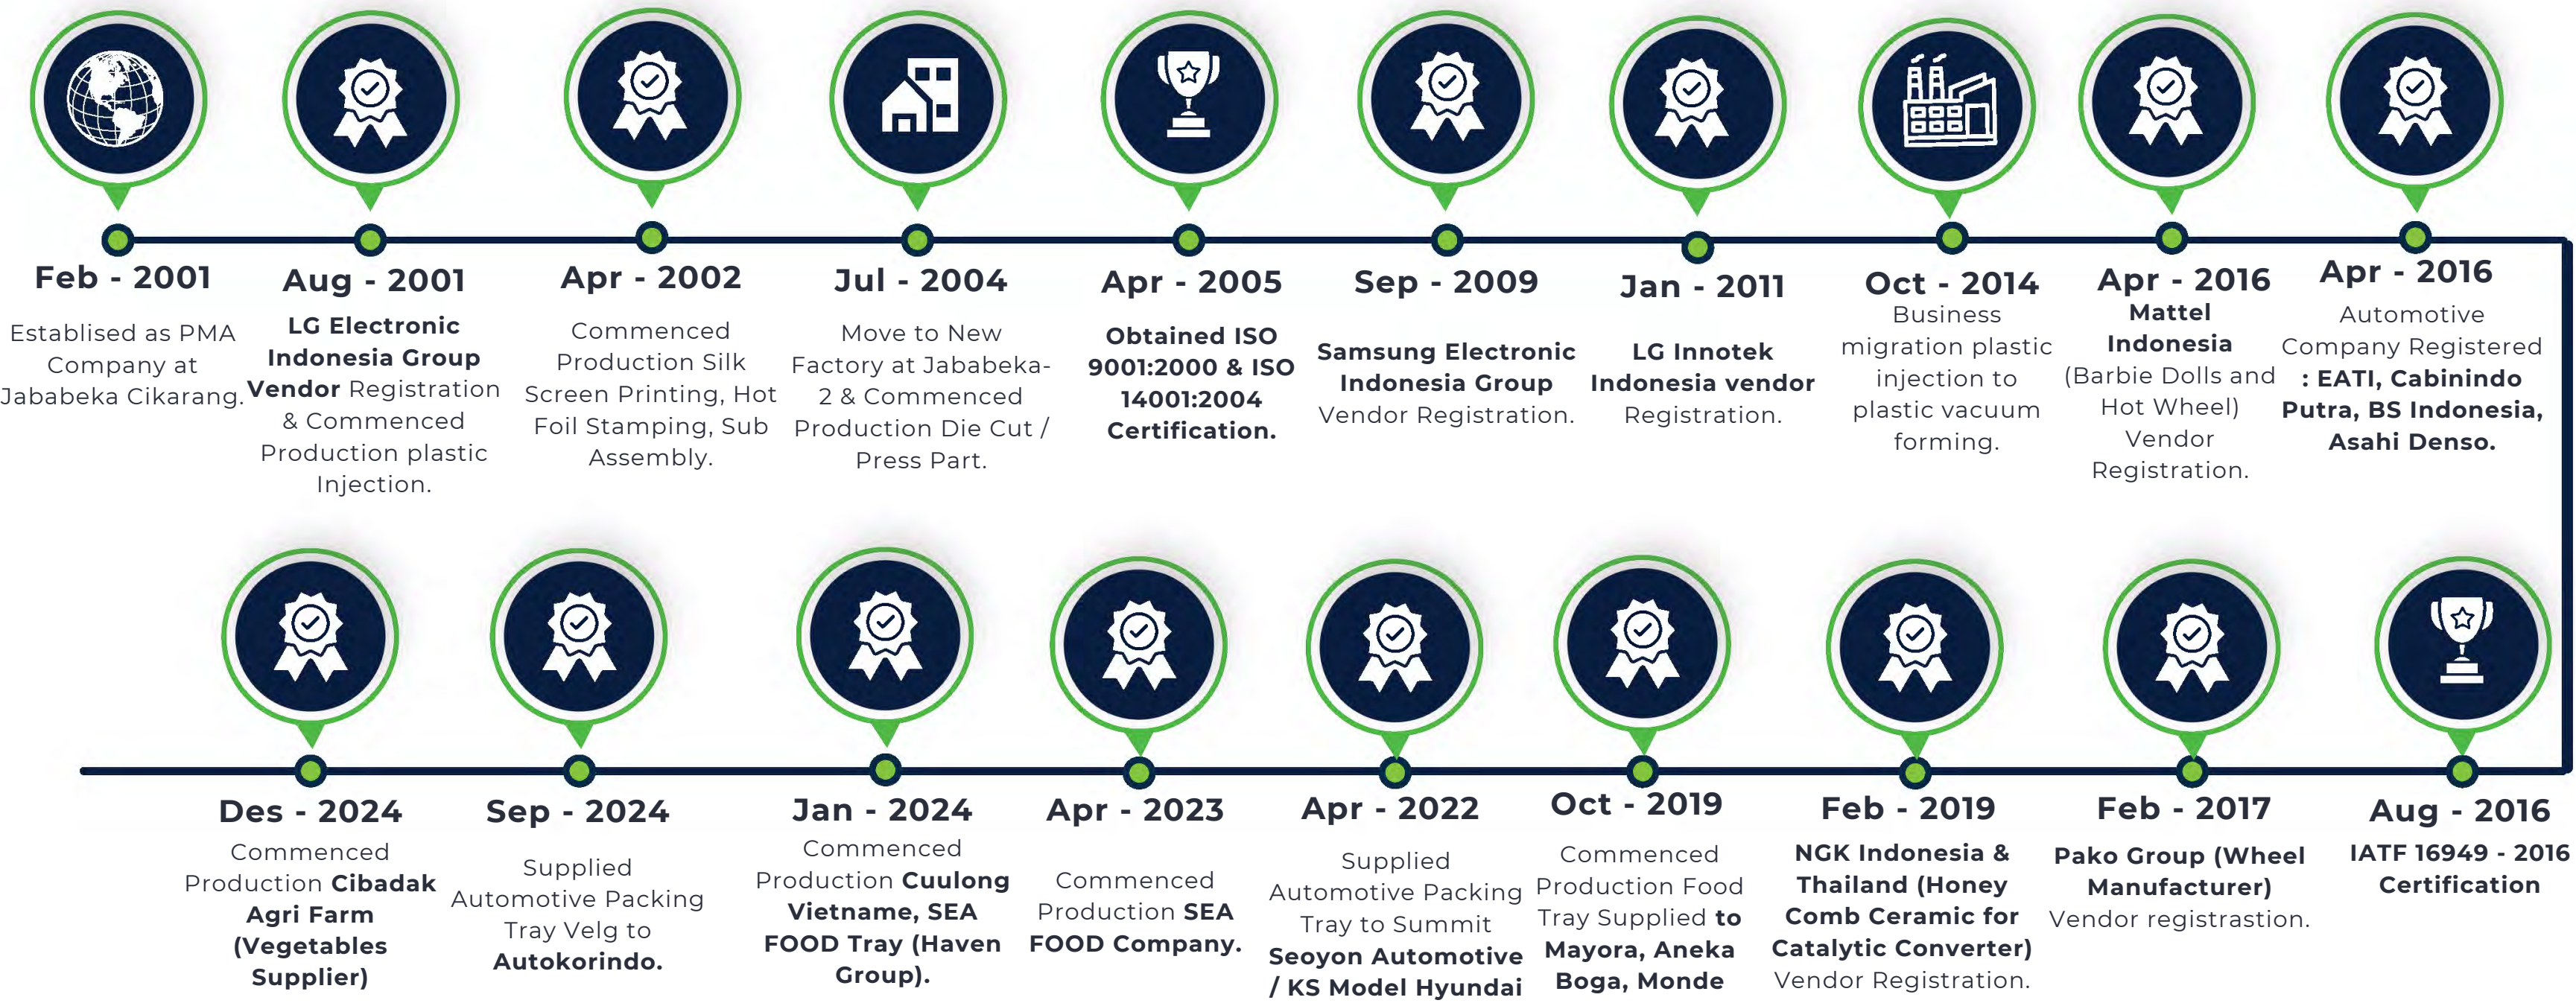 Feb - 2001
Establised as PMA
Company at
Jababeka Cikarang.
Aug - 2001
LG Electronic
Indonesia Group
Vendor Registration
& Commenced
Production plastic
Injection.
Apr - 2002
Commenced
Production Silk
Screen Printing, Hot
Foil Stamping, Sub
Assembly.
Jul - 2004
Move to New
Factory at Jababeka-
2 & Commenced
Production Die Cut /
Press Part.
Apr - 2005
Obtained ISO
9001:2000 & ISO
14001:2004
Certification.
Sep - 2009
Samsung Electronic
Indonesia Group
Vendor Registration.
Jan - 2011
LG Innotek
Indonesia vendor
Registration.
Oct - 2014
Business
migration plastic
injection to
plastic vacuum
forming.
Apr - 2016
Mattel
Indonesia
(Barbie Dolls and
Hot Wheel)
Vendor
Registration.
Apr - 2016
Automotive
Company Registered
: EATI, Cabinindo
Putra, BS Indonesia,
Asahi Denso.
Des - 2024
Commenced
Production Cibadak
Agri Farm
(Vegetables
Supplier)
Sep - 2024
Supplied
Automotive Packing
Tray Velg to
Autokorindo.
Jan - 2024
Commenced
Production Cuulong
Vietname, SEA
FOOD Tray (Haven
Group).
Apr - 2023
Commenced
Production SEA
FOOD Company.
Apr - 2022
Supplied
Automotive Packing
Tray to Summit
Seoyon Automotive
/ KS Model Hyundai
Oct - 2019
Commenced
Production Food
Tray Supplied to
Mayora, Aneka
Boga, Monde
Feb - 2019
NGK Indonesia &
Thailand (Honey
Comb Ceramic for
Catalytic Converter)
Vendor Registration.
Feb - 2017
Pako Group (Wheel
Manufacturer)
Vendor registrastion.
Aug - 2016
IATF 16949 - 2016
Certification